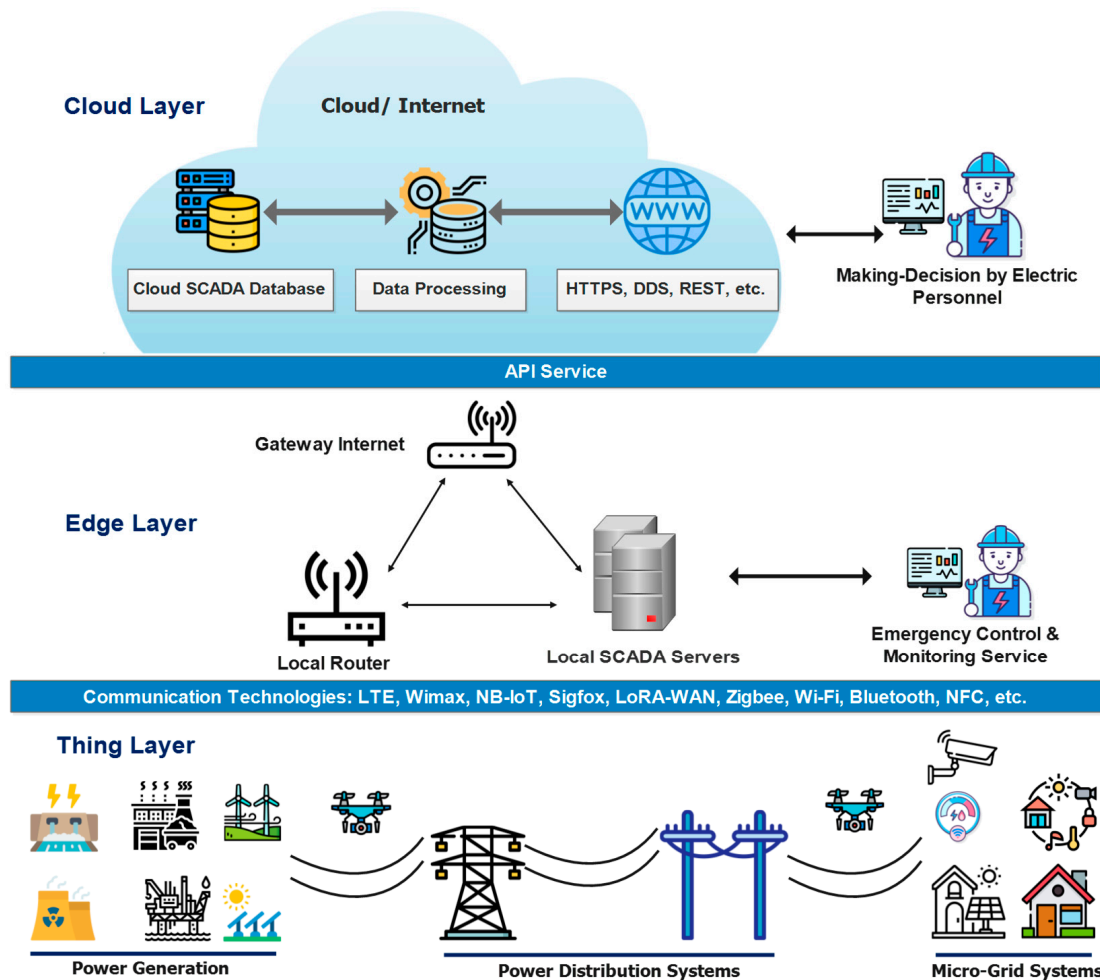 Cloud Layer
Cloud/ Internet
WWW
Cloud SCADA Database
Data Processing
HTTPS, DDS, REST, etc.
Making-Decision by Electric
Personnel
API Service
Gateway Internet
Edge Layer
Local Router
Local SCADA Servers
Emergency Control &
Monitoring Service
Communication Technologies: LTE, Wimax, NB-IoT, Sigfox, LoRA-WAN, Zigbee, Wi-Fi, Bluetooth, NFC, etc.
Thing Layer
Power Generation
Power Distribution Systems
Micro-Grid Systems